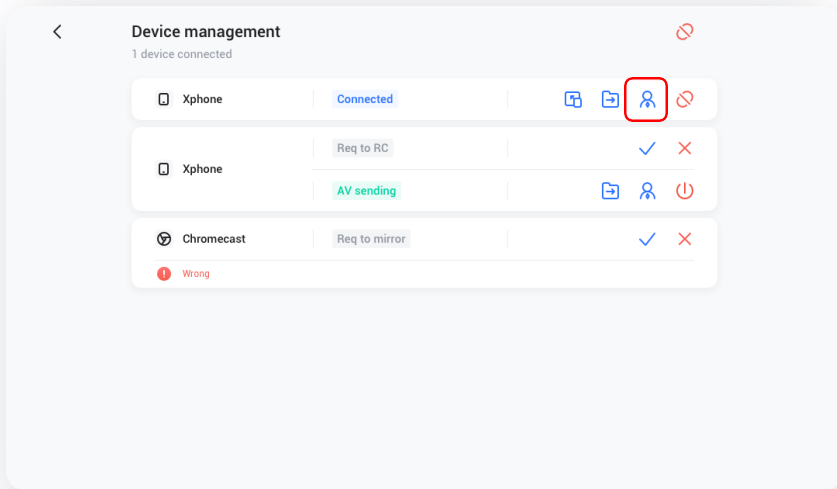 Device management
1 device connected
Xphone Connected
Req to RC
Xphone
AV sending
Chromecast Req to mirror
Wrong